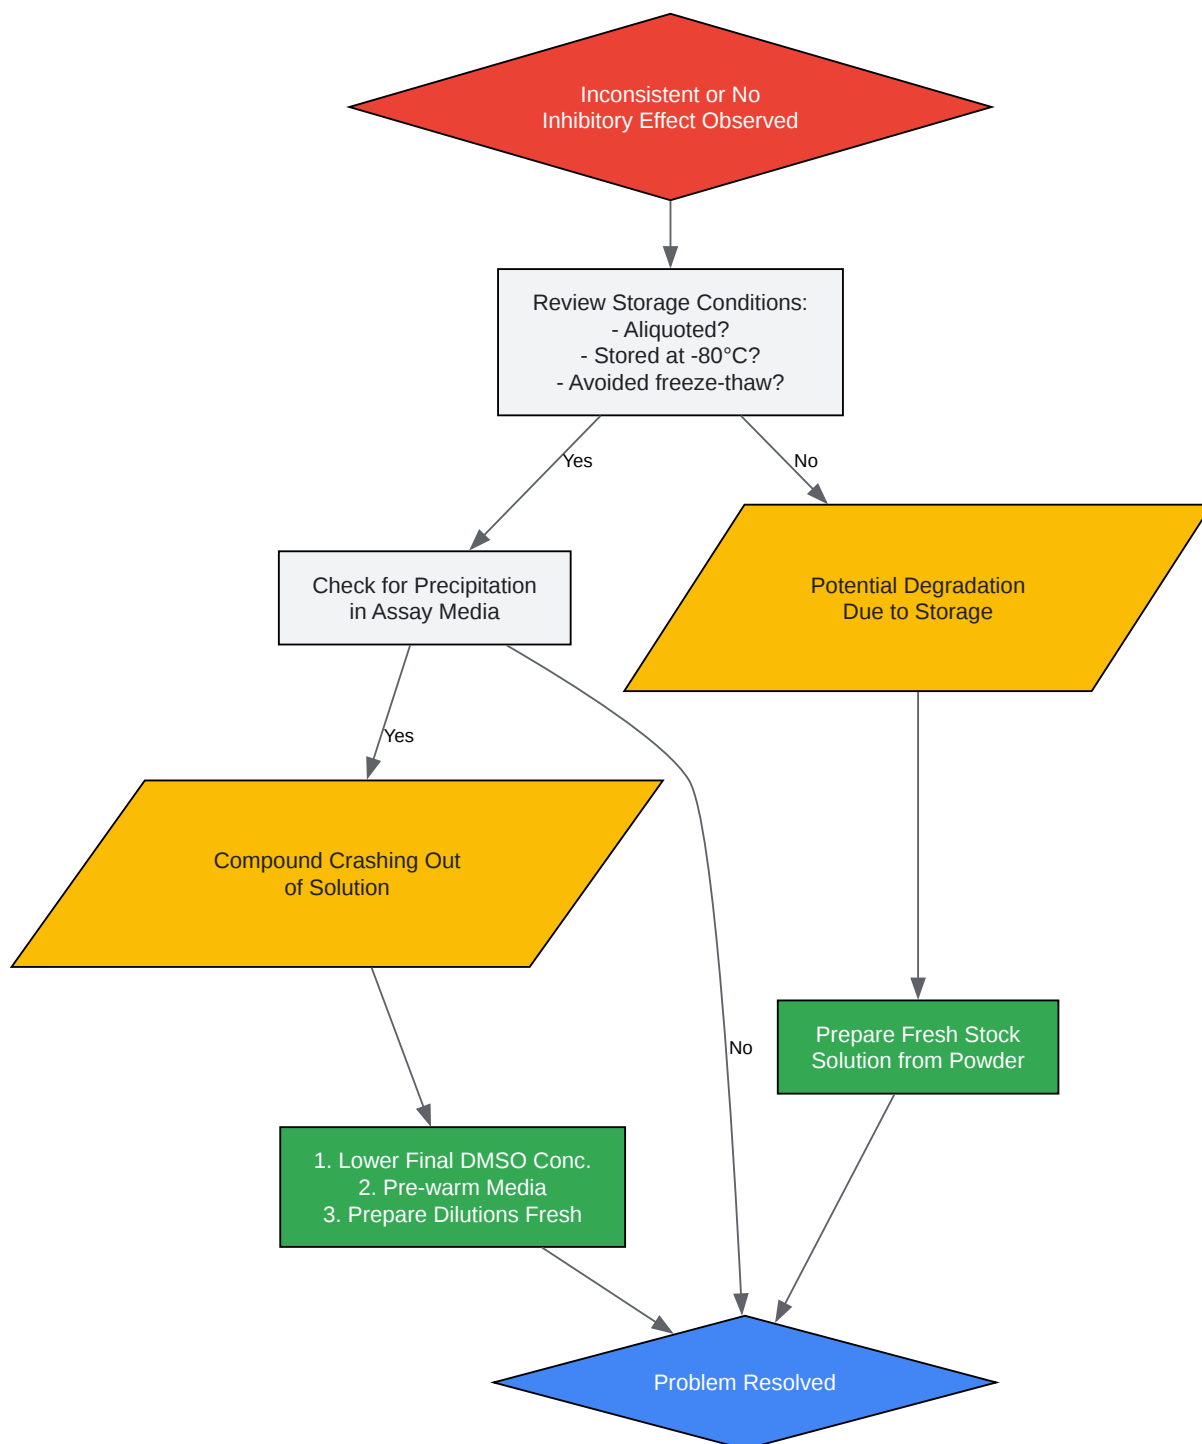 Inconsistent or No
Inhibitory Effect Observed
Review Storage Conditions:
- Aliquoted?
- Stored at -80°C?
- Avoided freeze-thaw?
Yes
No
Check for Precipitation
in Assay Media
Potential Degradation
Due to Storage
Yes
Compound Crashing Out
of Solution
No
Prepare Fresh Stock
Solution from Powder
1. Lower Final DMSO Conc.
2. Pre-warm Media
3. Prepare Dilutions Fresh
Problem Resolved